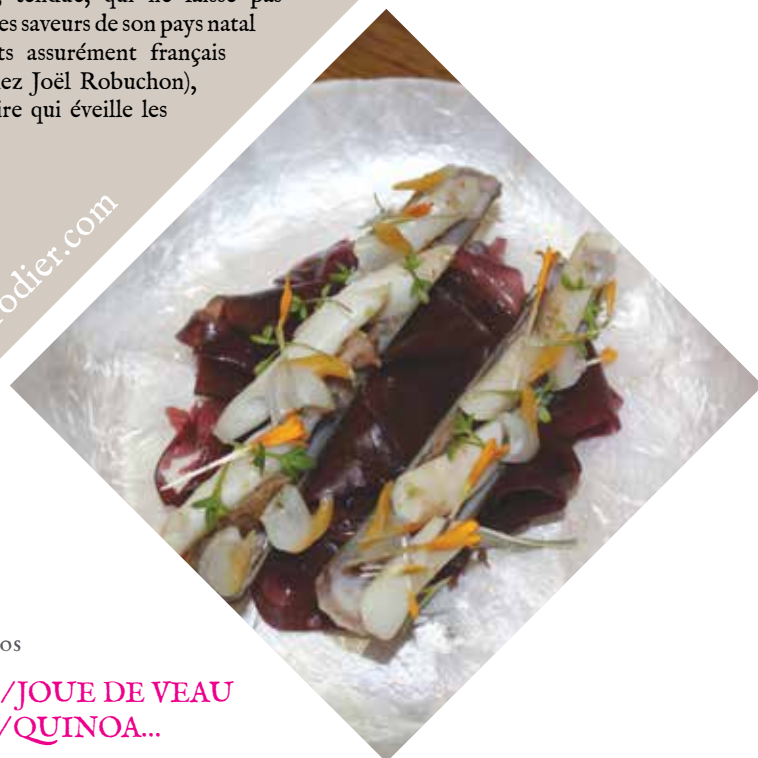 qui ne laisse pas
es saveurs de son pays natal
ts assurément français
ez Joël Robuchon),
ire qui éveille les
odier.com
os
/JOUE DE VEAU
/QUINOA...